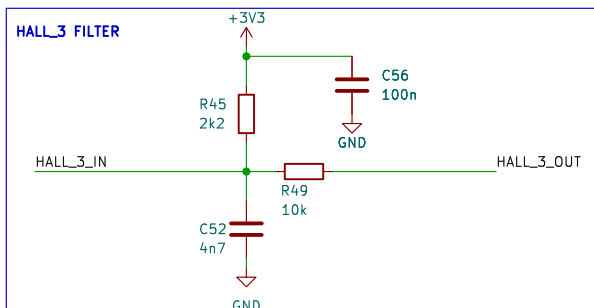 +3V3
HALL_3 FILTER
C56
100n
R45
2k2
GND
HALL_3_IN
HALL_3_OUT
R49
10k
C52
4n7
GND